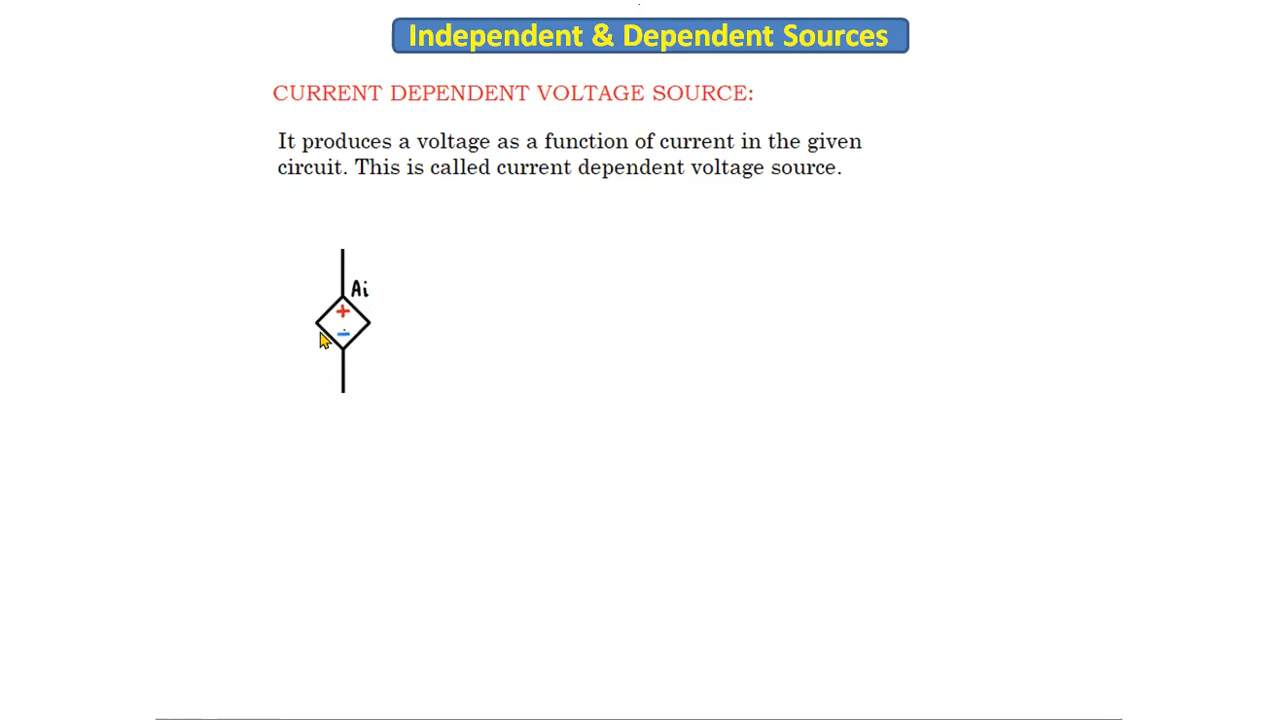 Independent & Dependent Sources
CURRENT DEPENDENT VOLTAGE SOURCE:
It produces a voltage as a function of current in the given
circuit. This is called current dependent voltage source.
Ai
+
−